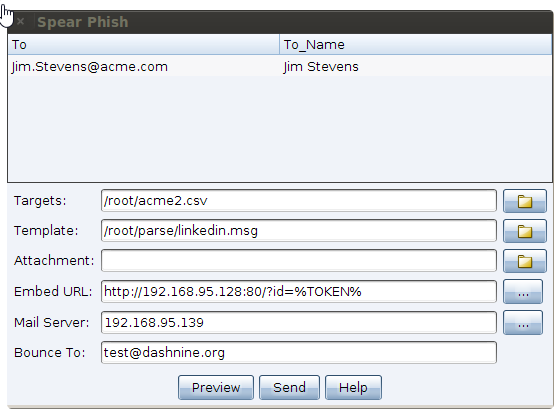 × Spear Phish
To To_Name
Jim.Stevens@acme.com Jim Stevens
Targets: /root/acme2.csv
Template: /root/parse/linkedin.msg
Attachment:
Embed URL: http://192.168.95.128:80/?id=%TOKEN% ...
Mail Server: 192.168.95.139 ...
Bounce To: test@dashnine.org
Preview Send Help